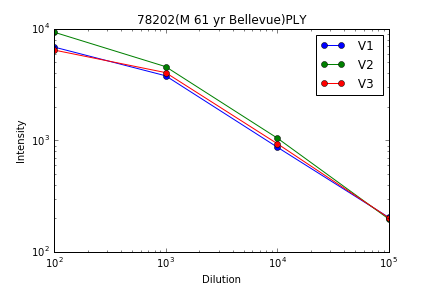 78202(M 61 yr Bellevue)PLY
10^4
10^3
10^2
Intensity
10^2
10^3
10^4
10^5
Dilution
V1
V2
V3